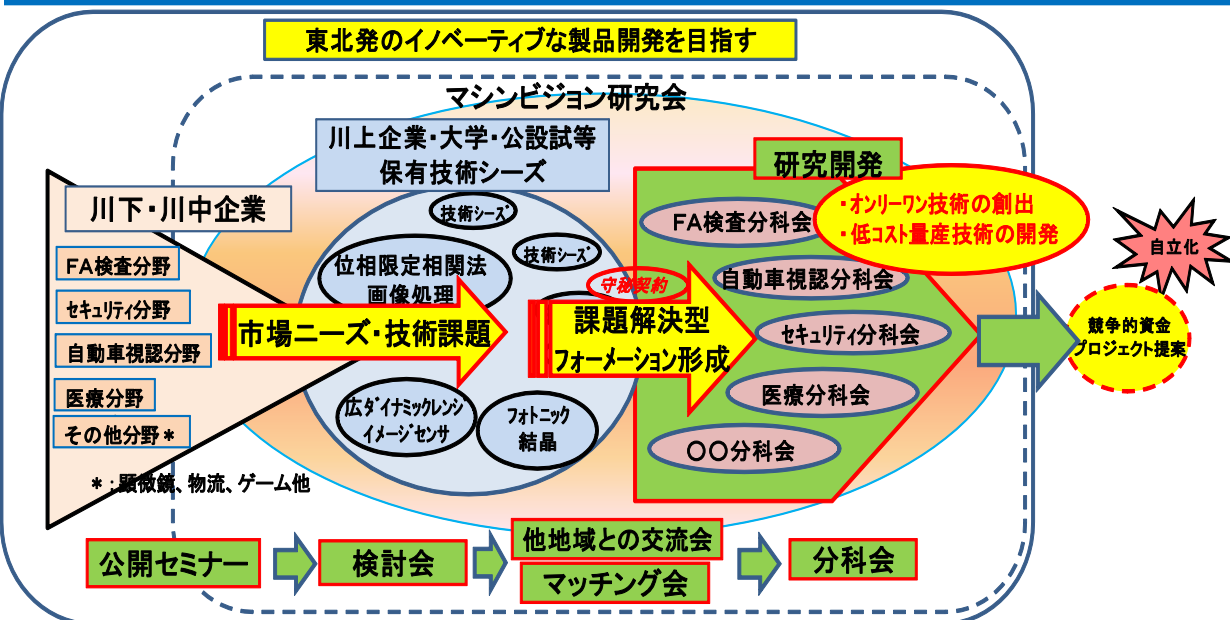 東北発のイノベーティブな製品開発を目指す
マシンビジョン研究会
川上企業・大学・公設試等
保有技術シーズ
川下・川中企業
FA検査分野
セキュリティ分野
自動車視認分野
医療分野
その他分野＊
＊：顕微鏡、物流、ゲーム他
市場ニーズ・技術課題
技術シーズ
技術シーズ
位相限定相関法
画像処理
広ダイナミックレンジ
イメージセンサ
フォトニック
結晶
守秘契約
課題解決型
フォーメーション形成
研究開発
・オンリーワン技術の創出
・低コスト量産技術の開発
FA検査分科会
自動車視認分科会
セキュリティ分科会
医療分科会
〇〇分科会
自立化
競争的資金
プロジェクト提案
公開セミナー
検討会
他地域との交流会
マッチング会
分科会